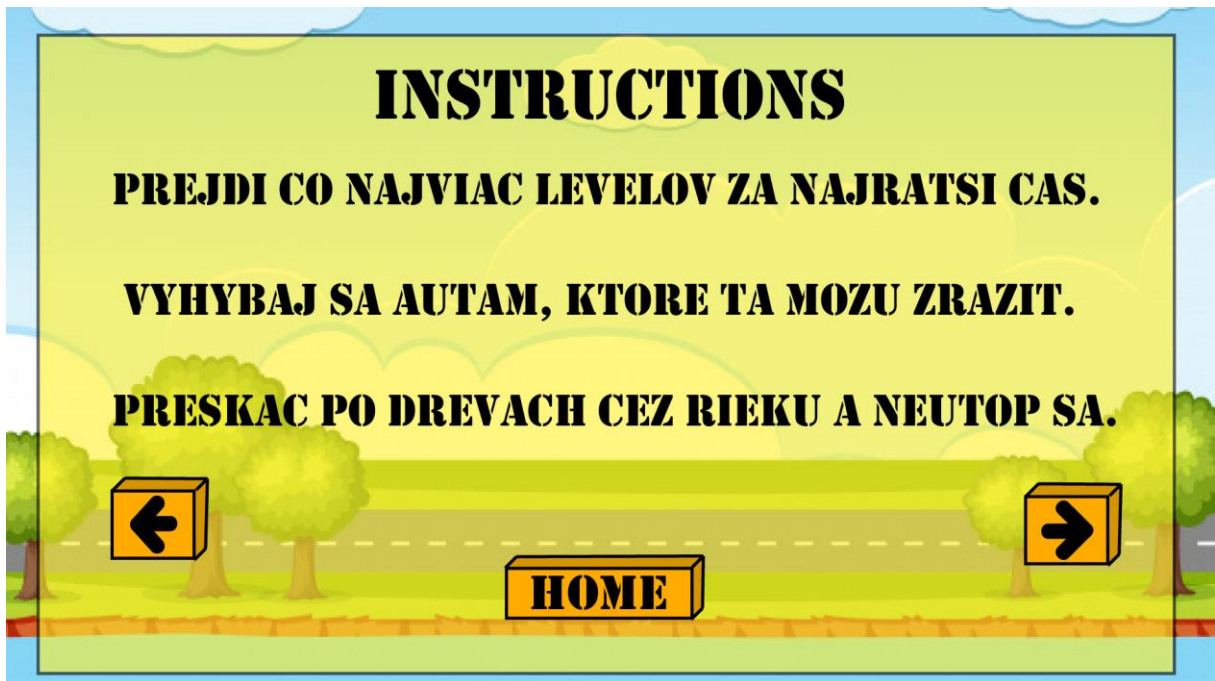 INSTRUCTIONS
PREJDI CO NAJVIAC LEVELOV ZA NAJRATSI CAS.
VYHYBAJ SA AUTAM, KTORE TA MOZU ZRAZIT.
PRESKAC PO DREVACH CEZ RIEKU A NEUTOP SA.
HOME